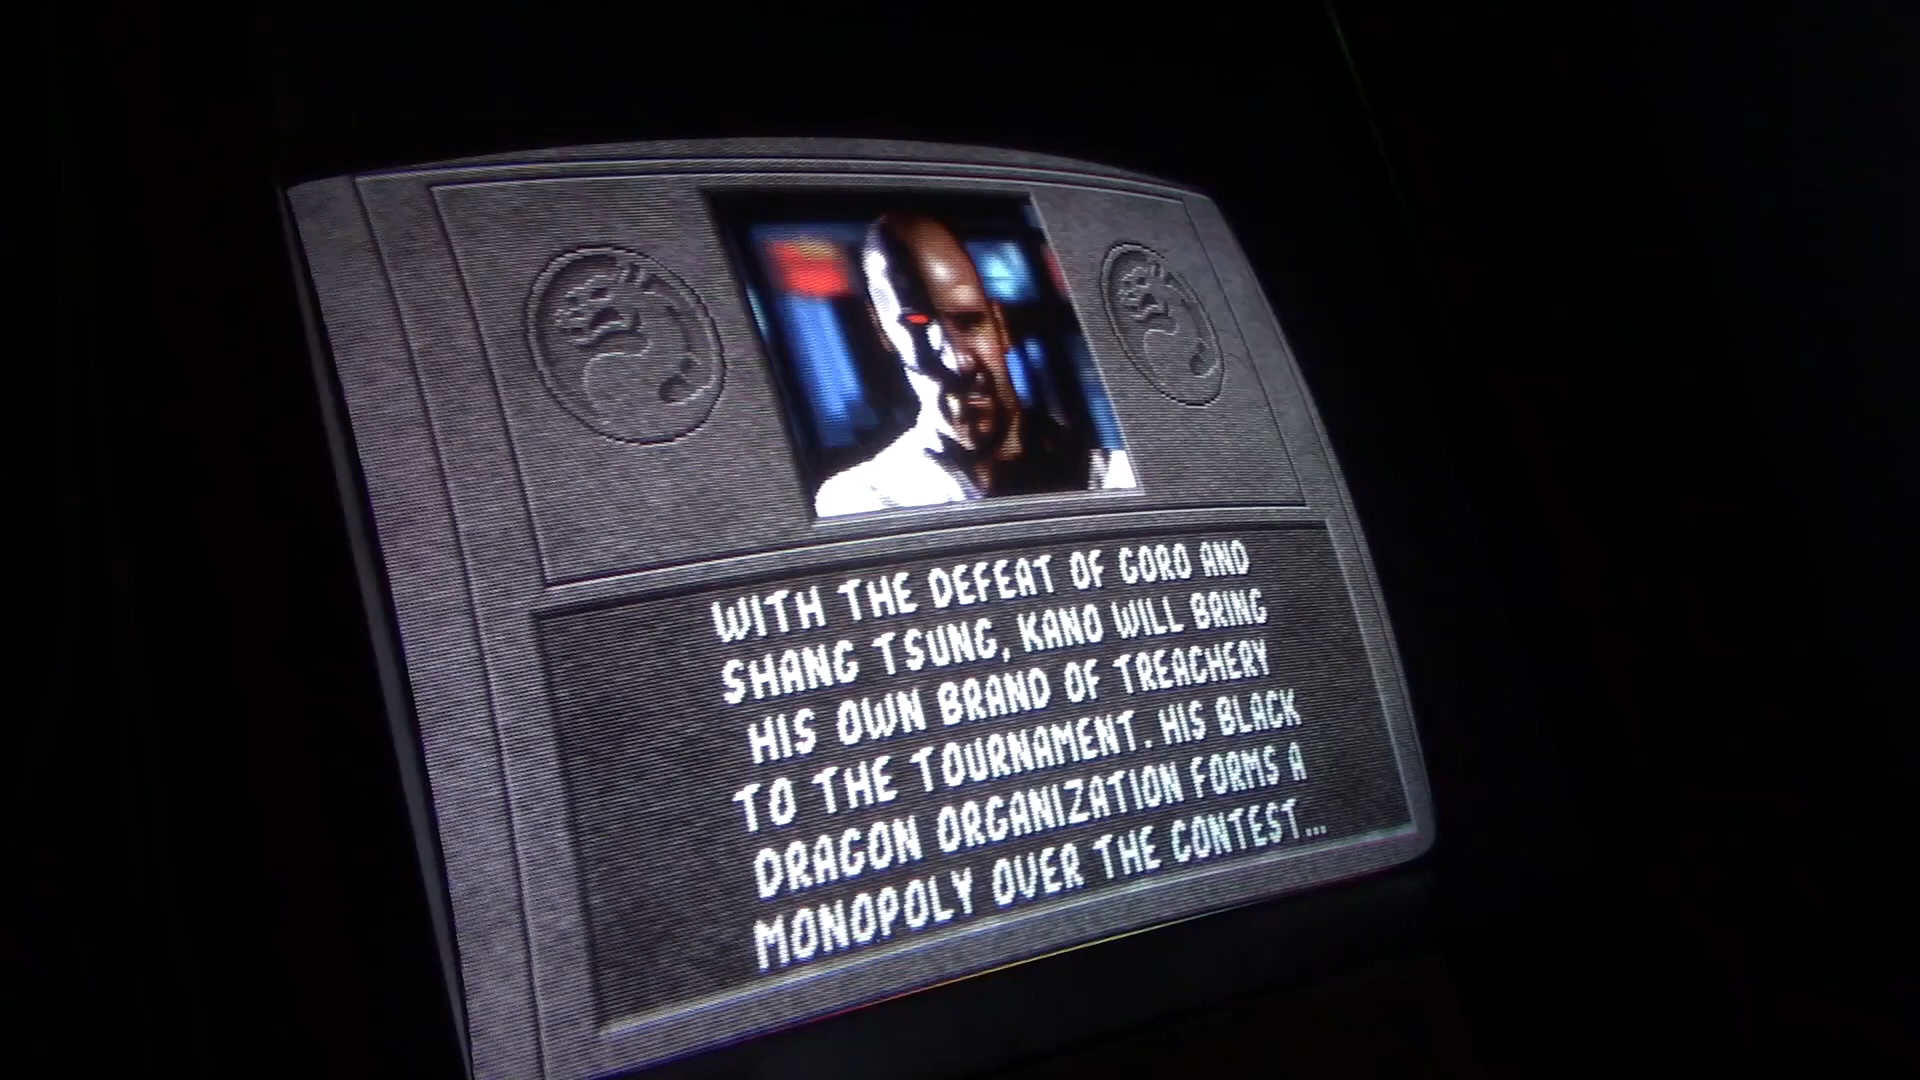 WITH THE DEFEAT OF GORO AND
SHANG TSUNG, KANO WILL BRING
HIS OWN BRAND OF TREACHERY
TO THE TOURNAMENT. HIS BLACK
DRAGON ORGANIZATION FORMS A
MONOPOLY OVER THE CONTEST...